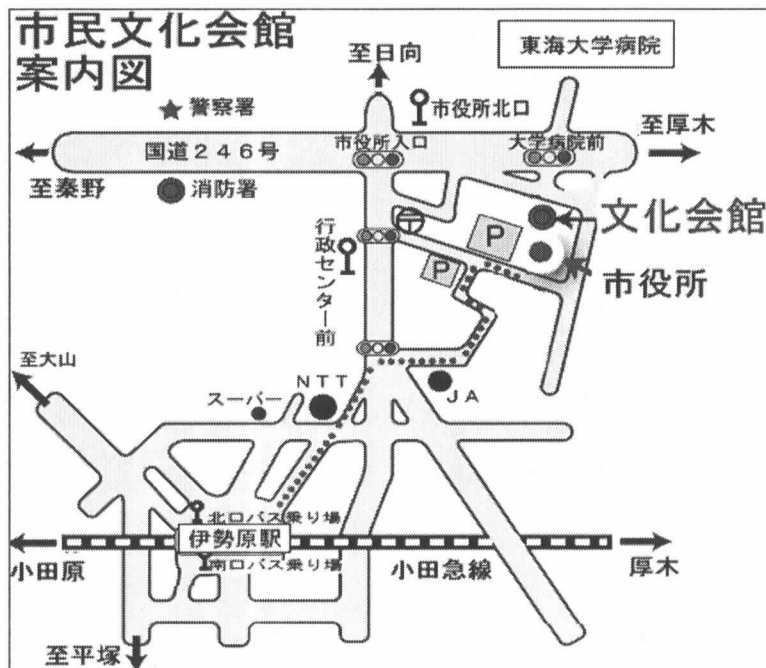 市民文化会館
案内図
至日向
東海大学病院
警察署
市役所北口
国道246号
市役所入口
大学病院前
至厚木
至秦野
消防署
文化会館
行政センター前
P
P
市役所
至大山
NTT
スーパー
JA
北口バス乗り場
伊勢原駅
小田原
南口バス乗り場
小田急線
厚木
至平塚